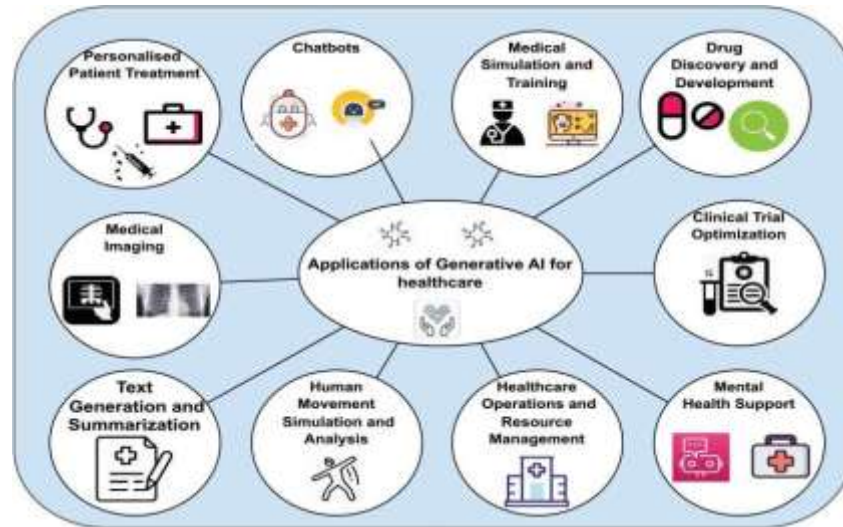 Personalised
Patient Treatment
Chatbots
Medical
Simulation and
Training
Drug
Discovery and
Development
Medical
Imaging
Applications of Generative AI for
healthcare
Clinical Trial
Optimization
Text
Generation and
Summarization
Human
Movement
Simulation and
Analysis
Healthcare
Operations and
Resource
Management
Mental
Health Support